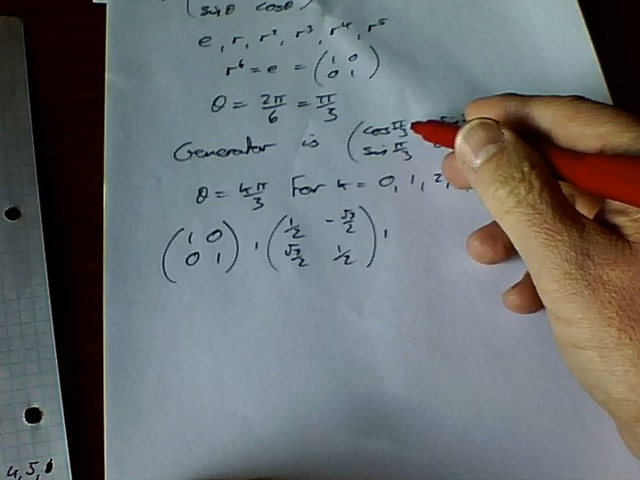 (sinθ cosθ)
e, r, r², r³, r⁴, r⁵
r⁶ = e = (1 0
0 1)
θ = 2π/6 = π/3
Generator is (cos π/3
sin π/3
θ = kπ/3 For k = 0, 1, 2,
(1 0
0 1), (1/2 -√3/2
√3/2 1/2),
4,5,